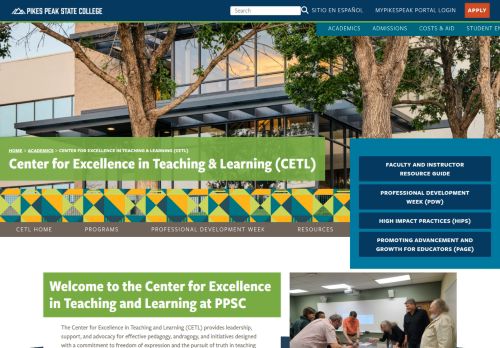 PIKES PEAK STATE COLLEGE
Search
SITIO EN ESPAÑOL
MYPIKESPEAK PORTAL LOGIN
APPLY
ACADEMICS ADMISSIONS COSTS & AID STUDENT EX
HOME > ACADEMICS > CENTER FOR EXCELLENCE IN TEACHING & LEARNING (CETL)
Center for Excellence in Teaching & Learning (CETL)
FACULTY AND INSTRUCTOR
RESOURCE GUIDE
PROFESSIONAL DEVELOPMENT
WEEK (PDW)
HIGH IMPACT PRACTICES (HIPS)
PROMOTING ADVANCEMENT AND
GROWTH FOR EDUCATORS (PAGE)
CETL HOME PROGRAMS PROFESSIONAL DEVELOPMENT WEEK RESOURCES
Welcome to the Center for Excellence
in Teaching and Learning at PPSC
The Center for Excellence in Teaching and Learning (CETL) provides leadership,
support, and advocacy for effective pedagogy, andragogy, and initiatives designed
with a commitment to freedom of expression and the pursuit of truth in teaching